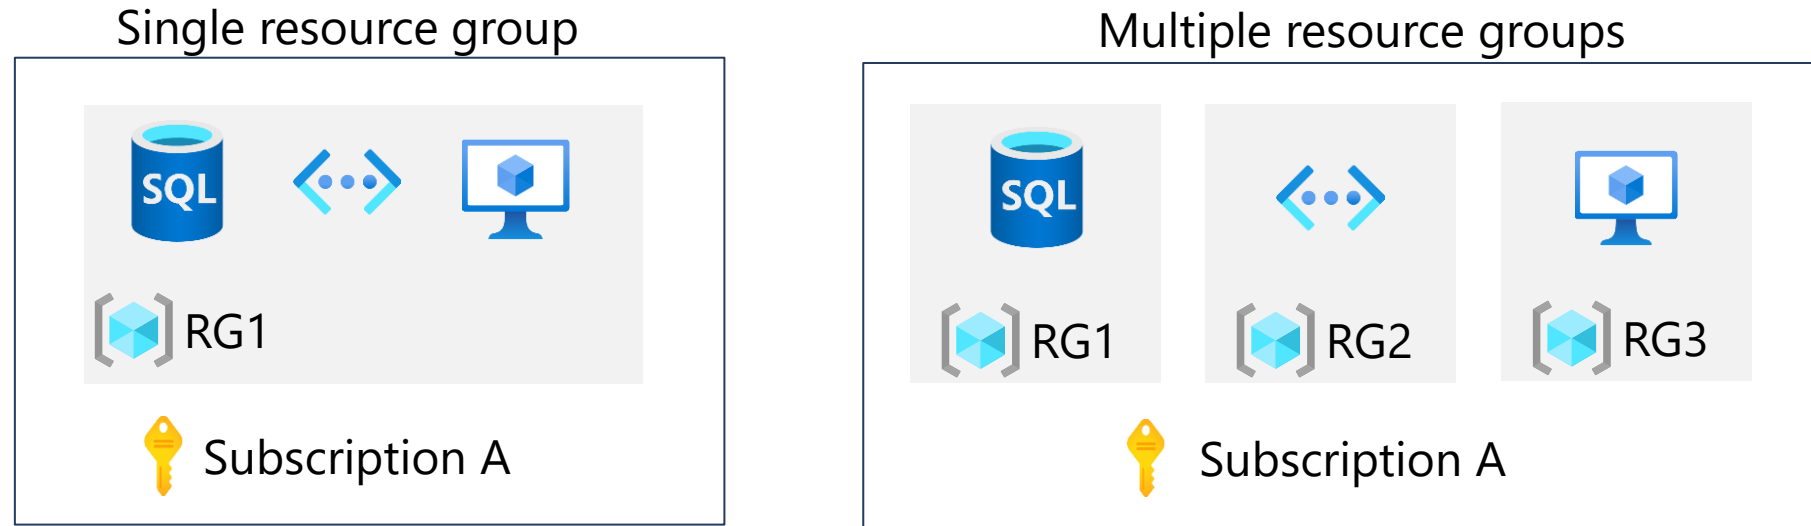 Single resource group
SQL
RG1
Subscription A
Multiple resource groups
SQL
RG1
RG2
RG3
Subscription A